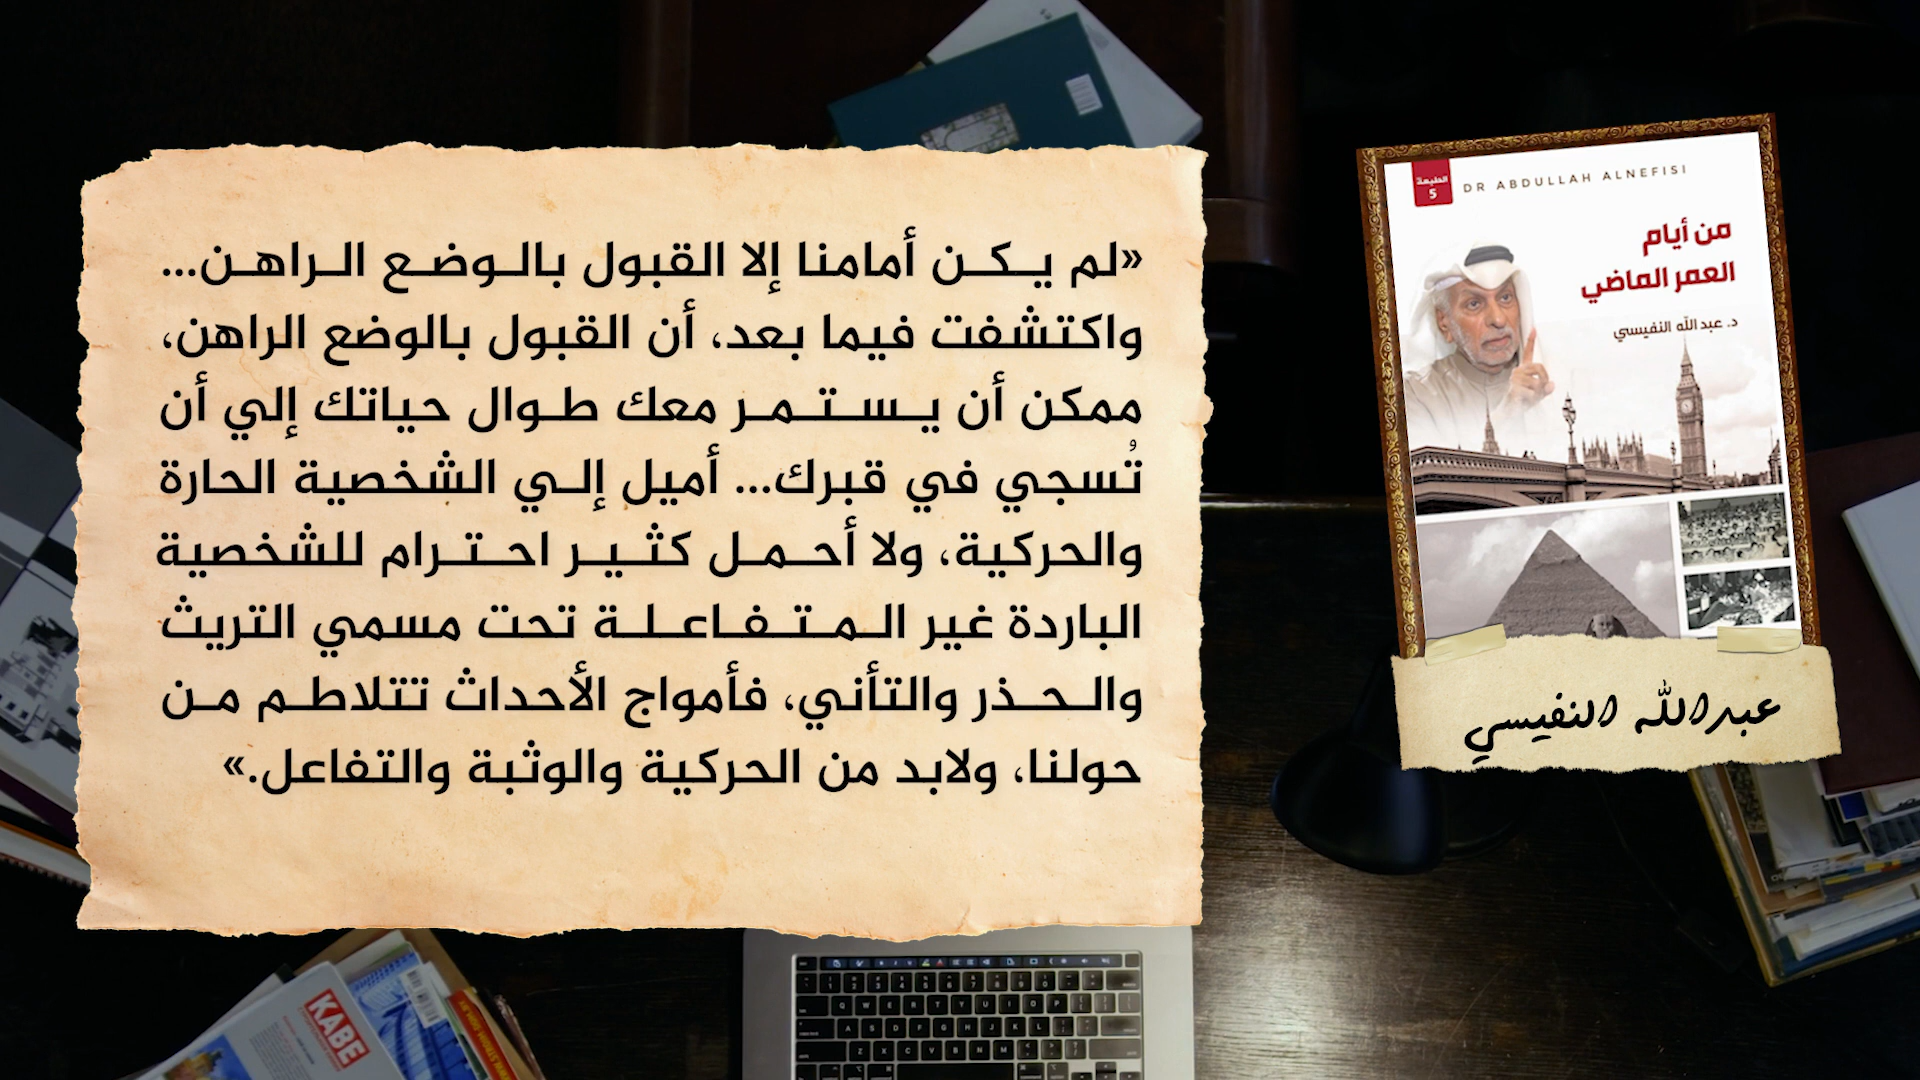 «لم يكن أمامنا إلا القبول بالوضع الراهن...
واكتشفت فيما بعد، أن القبول بالوضع الراهن،
ممكن أن يستمر معك طوال حياتك إلي أن
تُسجي في قبرك... أميل إلي الشخصية الحارة
والحركية، ولا أحمل كثير احترام للشخصية
الباردة غير المتفاعلة تحت مسمي التريث
والحذر والتأني، فأمواج الأحداث تتلاطم من
حولنا، ولابد من الحركية والوثبة والتفاعل.»
الطبعة
5
DR ABDULLAH ALNEFISI
من أيام
العمر الماضي
د. عبدالله النفيسي
عبدالله النفيسي
KABE